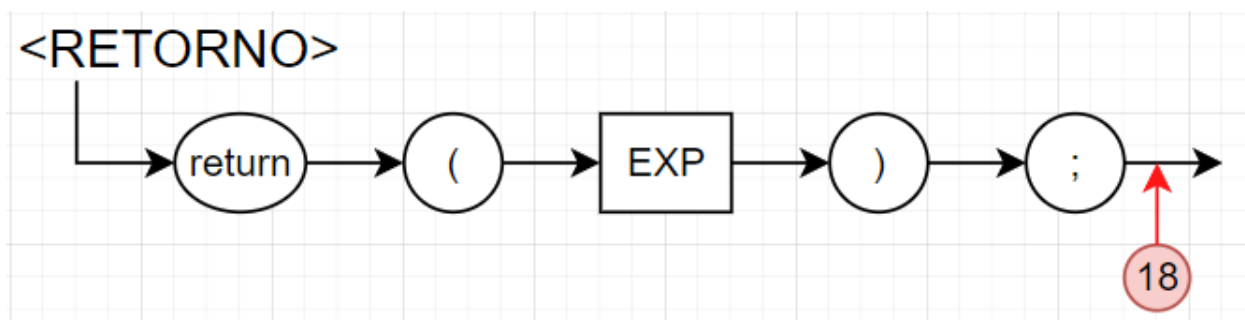 <RETORNO>
return ( EXP ) ;
18